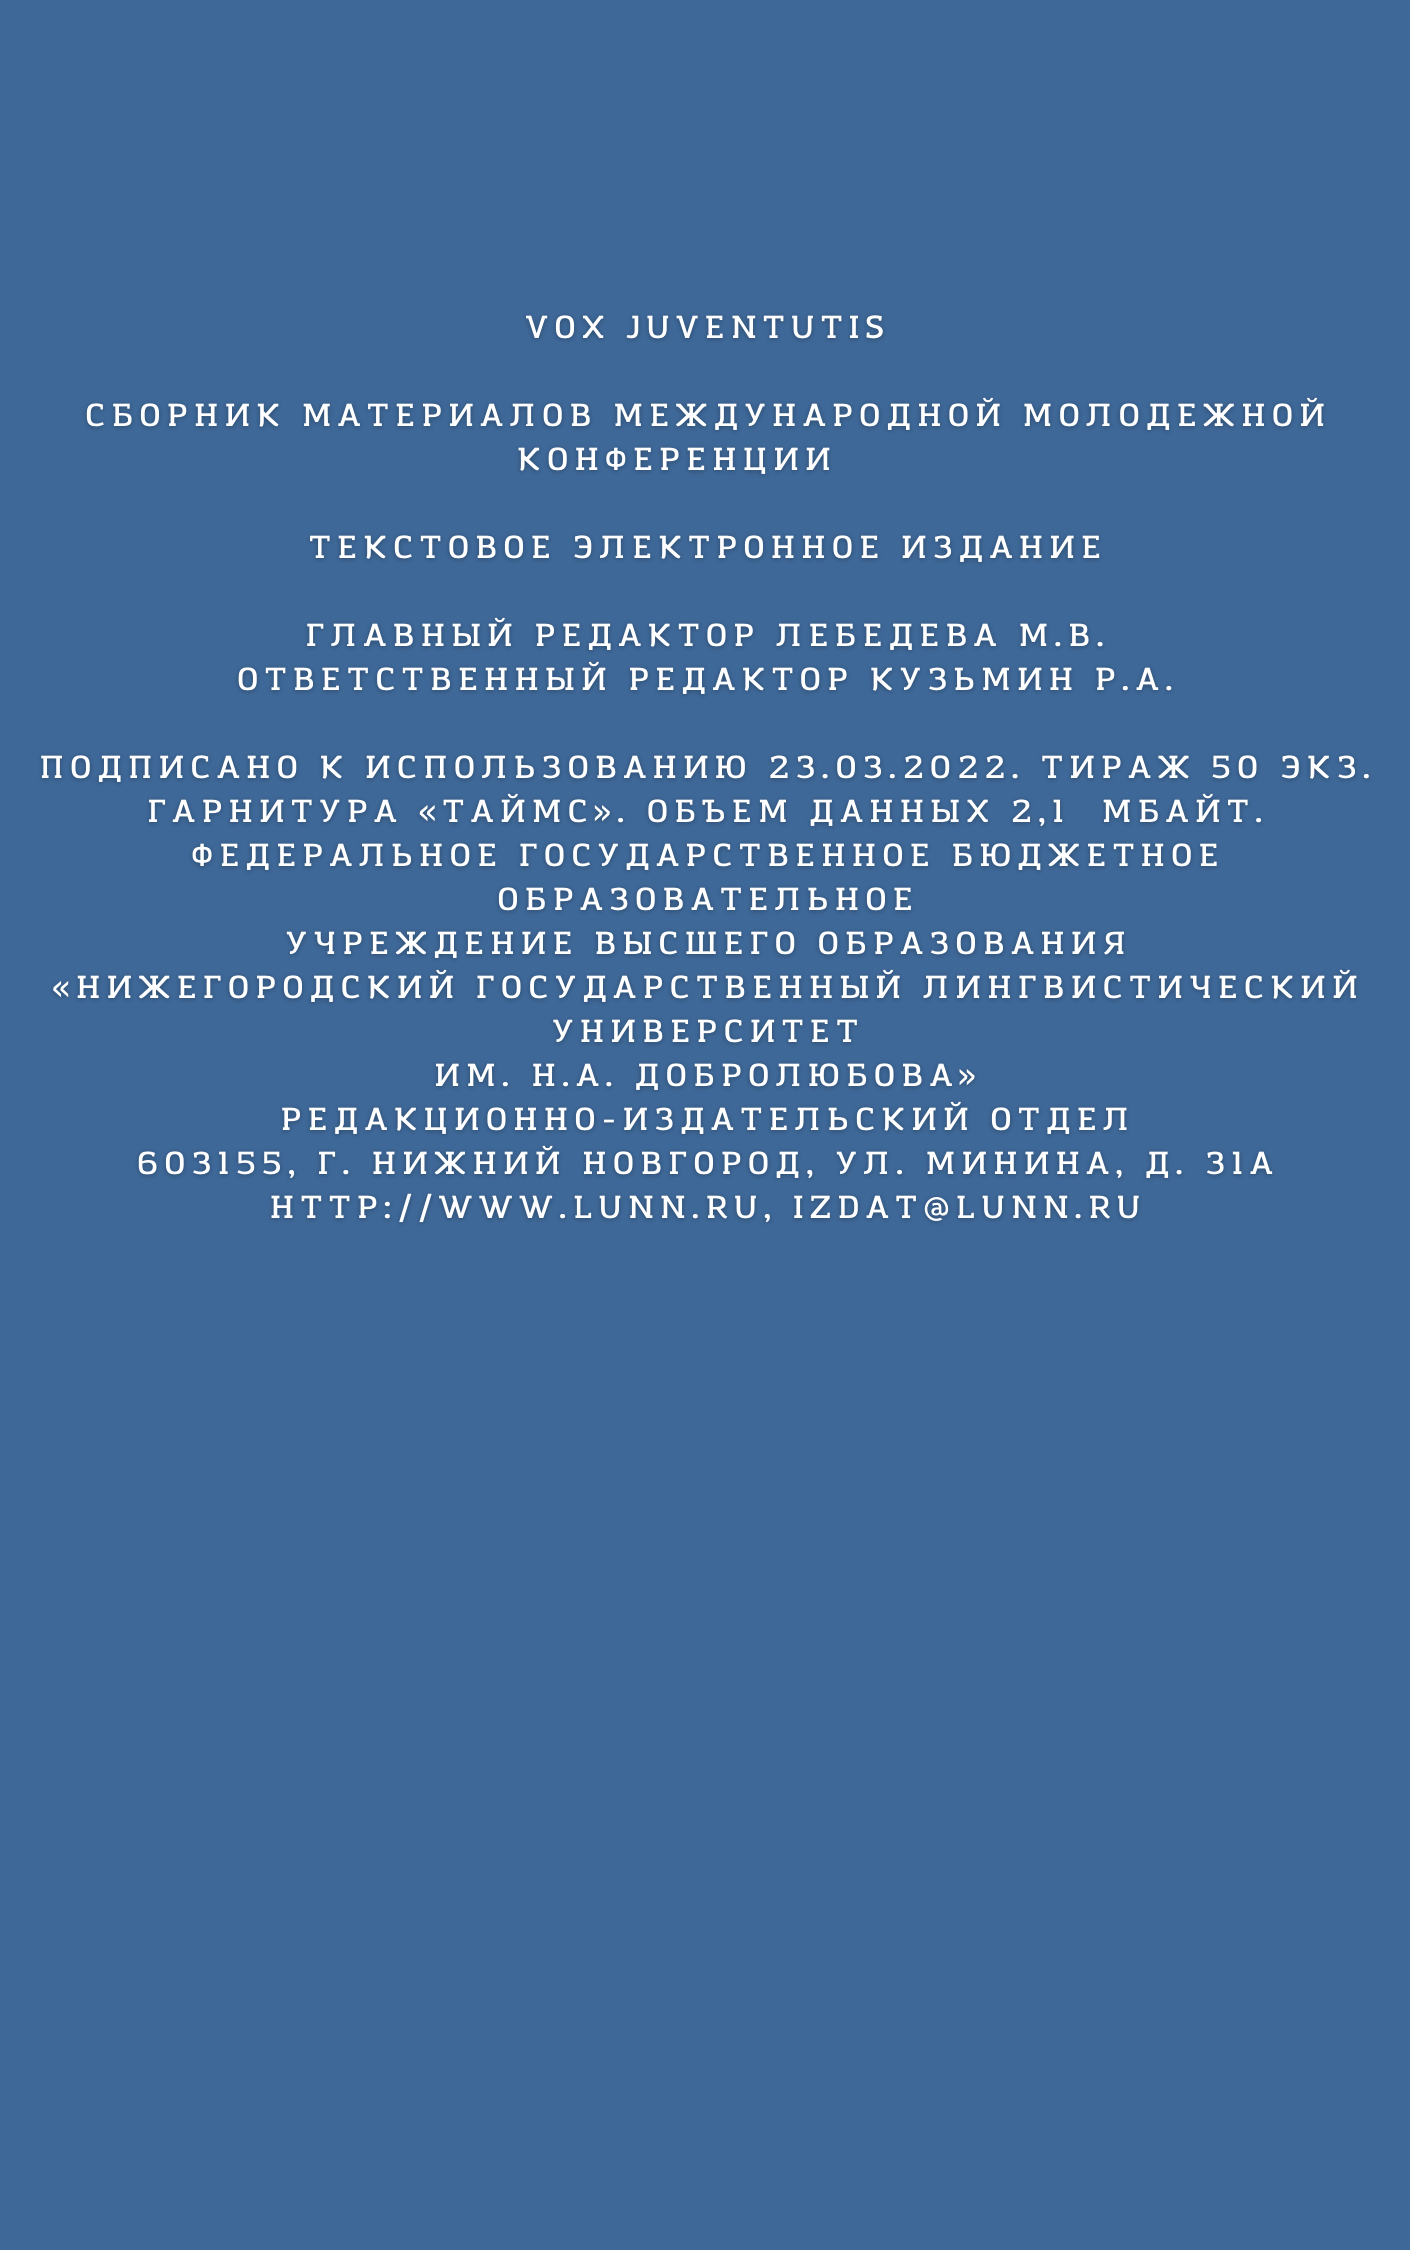 VOX JUVENTUTIS
СБОРНИК МАТЕРИАЛОВ МЕЖДУНАРОДНОЙ МОЛОДЕЖНОЙ
КОНФЕРЕНЦИИ
ТЕКСТОВОЕ ЭЛЕКТРОННОЕ ИЗДАНИЕ
ГЛАВНЫЙ РЕДАКТОР ЛЕБЕДЕВА М.В.
ОТВЕТСТВЕННЫЙ РЕДАКТОР КУЗЬМИН Р.А.
ПОДПИСАНО К ИСПОЛЬЗОВАНИЮ 23.03.2022. ТИРАЖ 50 ЭКЗ.
ГАРНИТУРА «ТАЙМС». ОБЪЕМ ДАННЫХ 2,1 МБАЙТ.
ФЕДЕРАЛЬНОЕ ГОСУДАРСТВЕННОЕ БЮДЖЕТНОЕ
ОБРАЗОВАТЕЛЬНОЕ
УЧРЕЖДЕНИЕ ВЫСШЕГО ОБРАЗОВАНИЯ
«НИЖЕГОРОДСКИЙ ГОСУДАРСТВЕННЫЙ ЛИНГВИСТИЧЕСКИЙ
УНИВЕРСИТЕТ
ИМ. Н.А. ДОБРОЛЮБОВА»
РЕДАКЦИОННО-ИЗДАТЕЛЬСКИЙ ОТДЕЛ
603155, Г. НИЖНИЙ НОВГОРОД, УЛ. МИНИНА, Д. 31А
HTTP://WWW.LUNN.RU, IZDAT@LUNN.RU